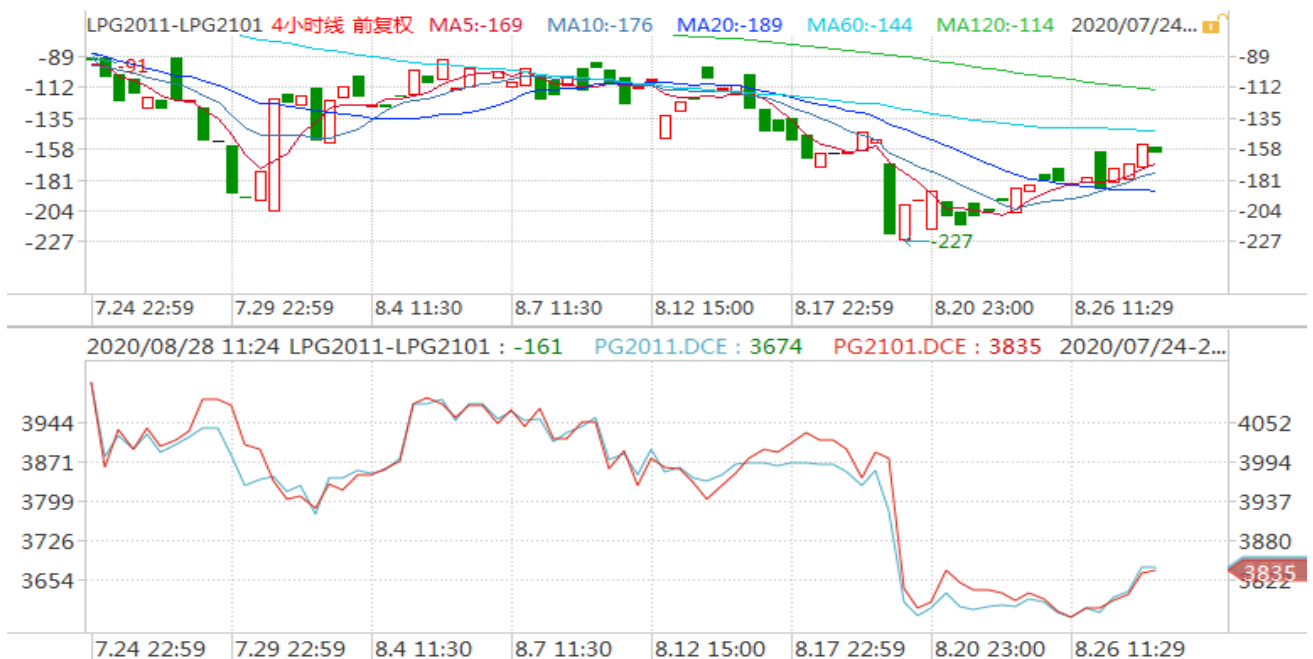 LPG2011-LPG2101 4小时线 前复权 MA5:-169 MA10:-176 MA20:-189 MA60:-144 MA120:-114 2020/07/24...
-89 -91 -89
-112 -112
-135 -135
-158 -158
-181 -181
-204 -204
-227 -227 -227
7.24 22:59 7.29 22:59 8.4 11:30 8.7 11:30 8.12 15:00 8.17 22:59 8.20 23:00 8.26 11:29
2020/08/28 11:24 LPG2011-LPG2101 : -161 PG2011.DCE : 3674 PG2101.DCE : 3835 2020/07/24-2...
3944 4052
3871 3994
3799 3937
3726 3880
3835
3654 3822
7.24 22:59 7.29 22:59 8.4 11:30 8.7 11:30 8.12 15:00 8.17 22:59 8.20 23:00 8.26 11:29